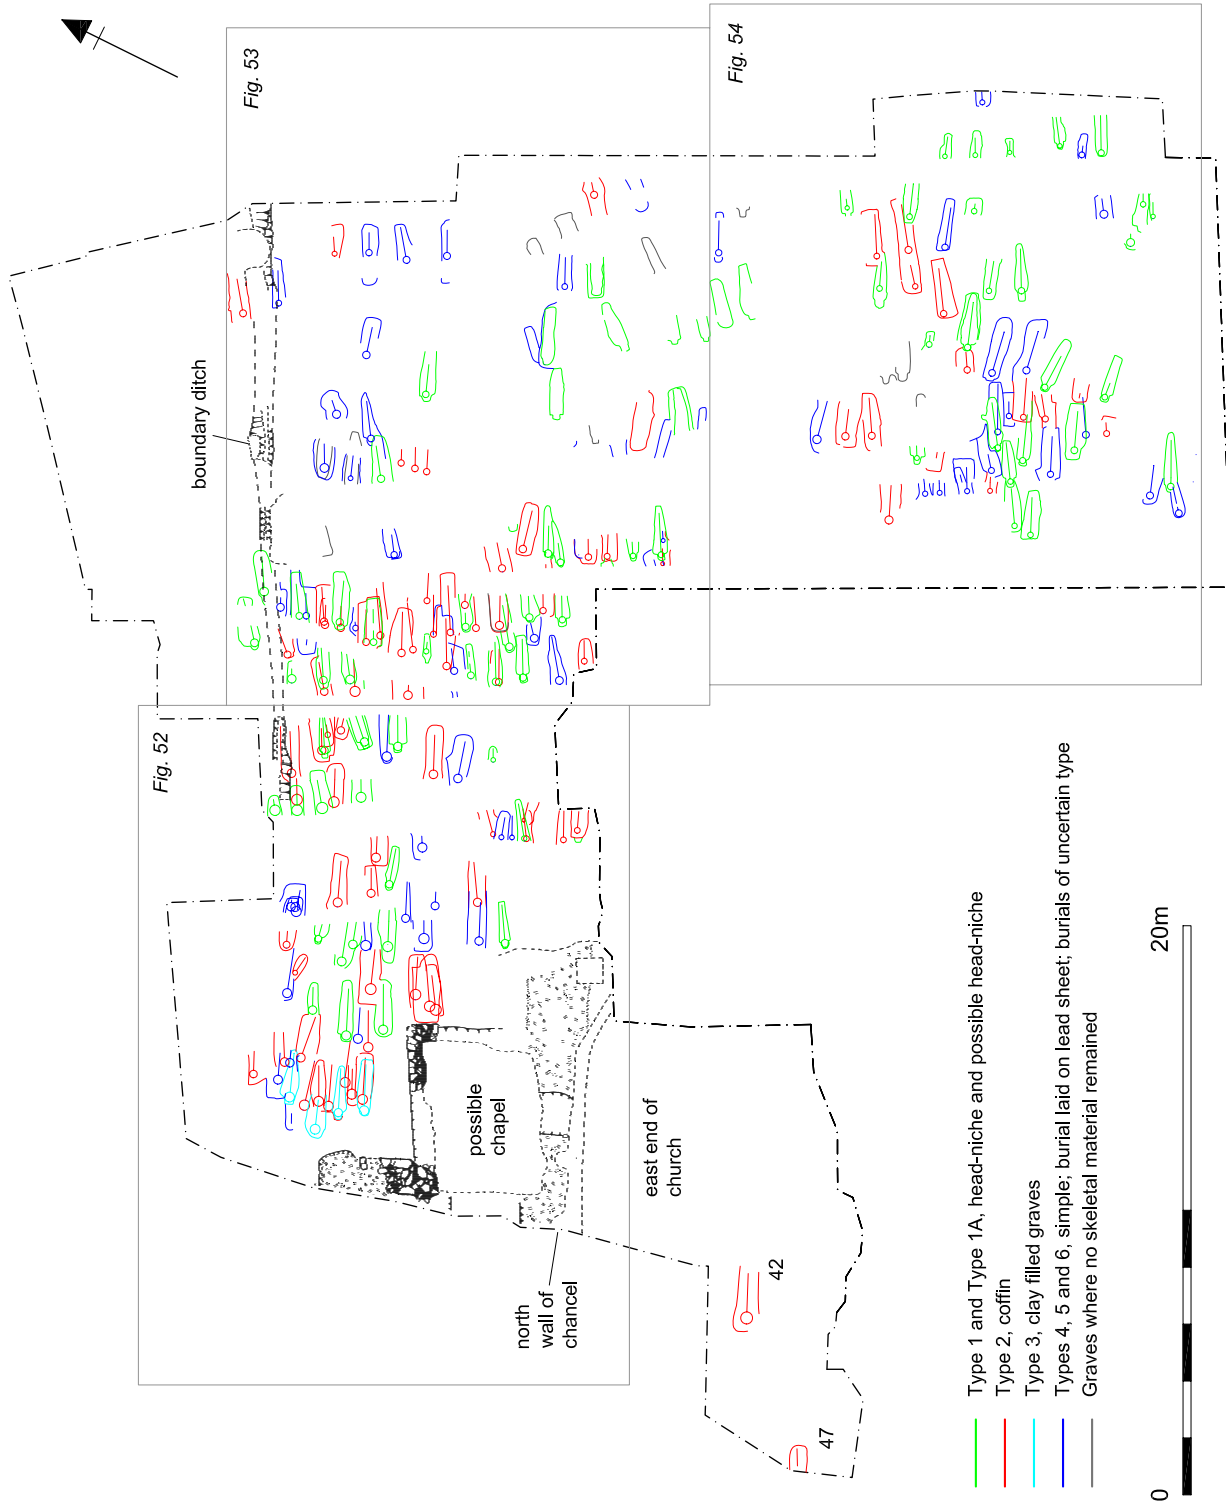 Fig. 53
Fig. 54
boundary ditch
Fig. 52
possible
chapel
east end of
church
north
wall of
chancel
42
47
Type 1 and Type 1A, head-niche and possible head-niche
Type 2, coffin
Type 3, clay filled graves
Types 4, 5 and 6, simple; burial laid on lead sheet; burials of uncertain type
Graves where no skeletal material remained
0
20m